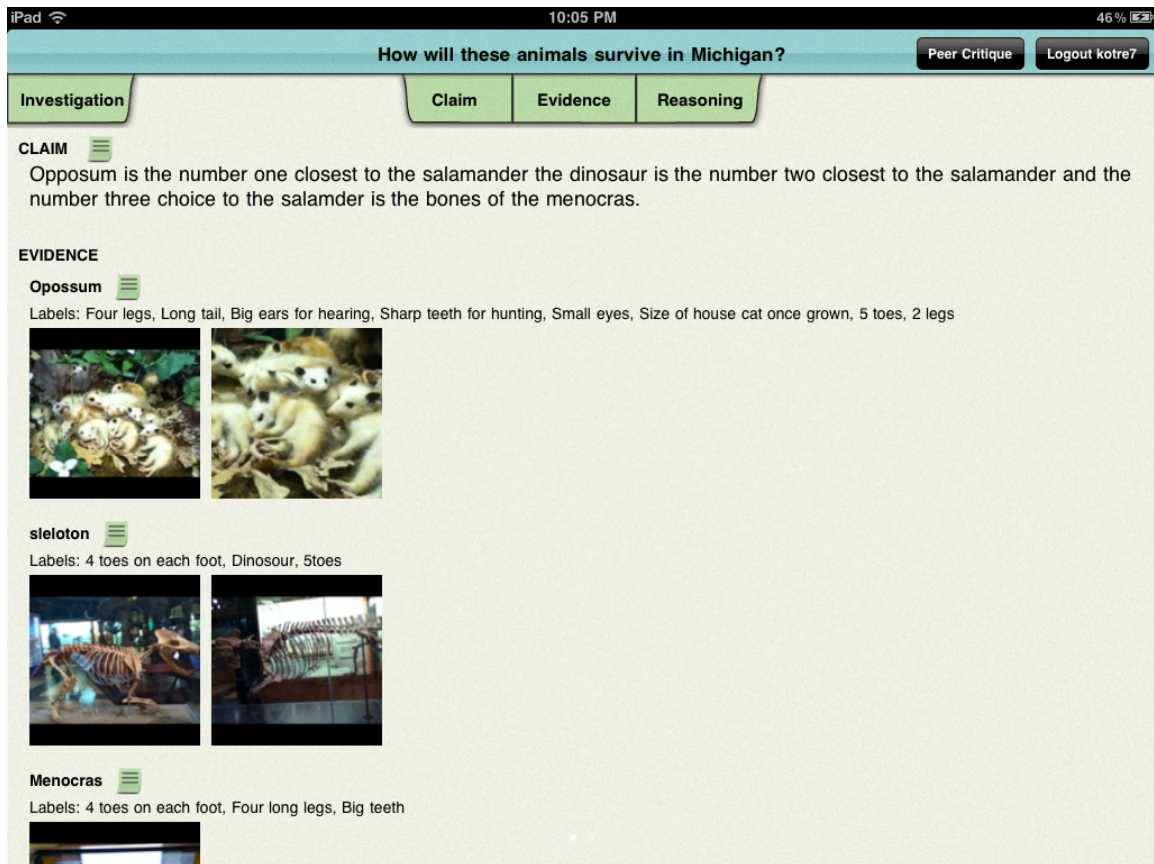 iPad 10:05 PM 46%
How will these animals survive in Michigan? Peer Critique Logout kotre7
Investigation Claim Evidence Reasoning
CLAIM
Opposum is the number one closest to the salamander the dinosaur is the number two closest to the salamander and the
number three choice to the salamder is the bones of the menocras.
EVIDENCE
Opossum
Labels: Four legs, Long tail, Big ears for hearing, Sharp teeth for hunting, Small eyes, Size of house cat once grown, 5 toes, 2 legs
sleloton
Labels: 4 toes on each foot, Dinosour, 5toes
Menocras
Labels: 4 toes on each foot, Four long legs, Big teeth